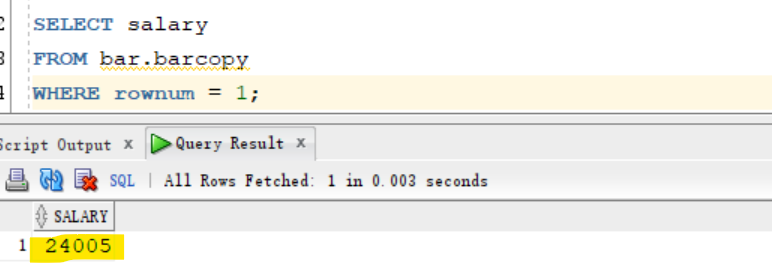 2 SELECT salary
3 FROM bar.barcopy
4 WHERE rownum = 1;
Script Output x Query Result x
SQL | All Rows Fetched: 1 in 0.003 seconds
SALARY
1 24005